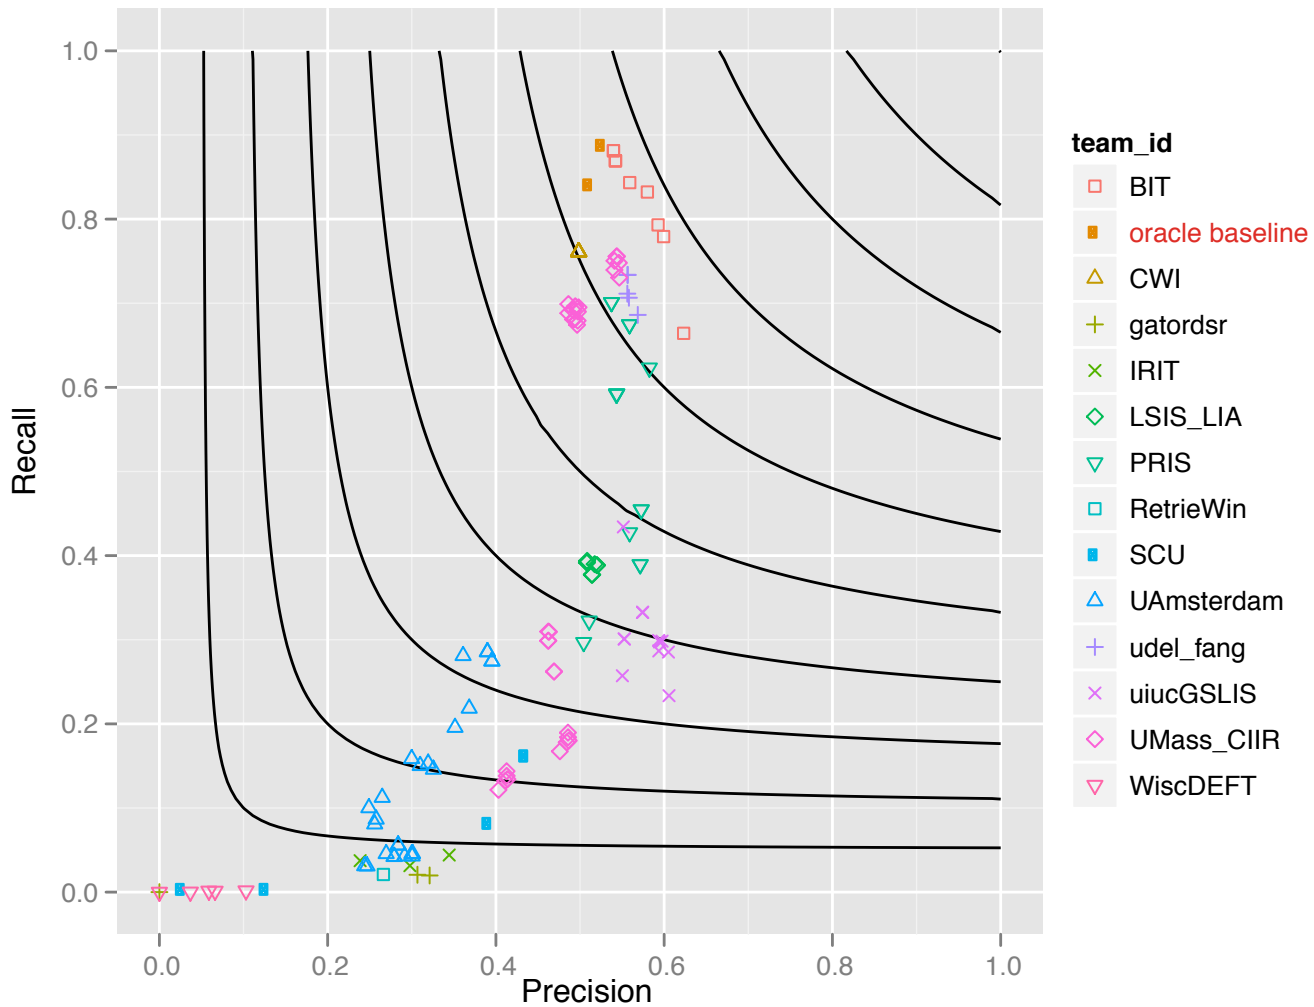 1.0
0.8
0.6
0.4
0.2
0.0
Recall
0.0 0.2 0.4 0.6 0.8 1.0
Precision
team_id
BIT
oracle baseline
CWI
gatordsr
IRIT
LSIS_LIA
PRIS
RetrieWin
SCU
UAmsterdam
udel_fang
uiucGSLIS
UMass_CIIR
WiscDEFT